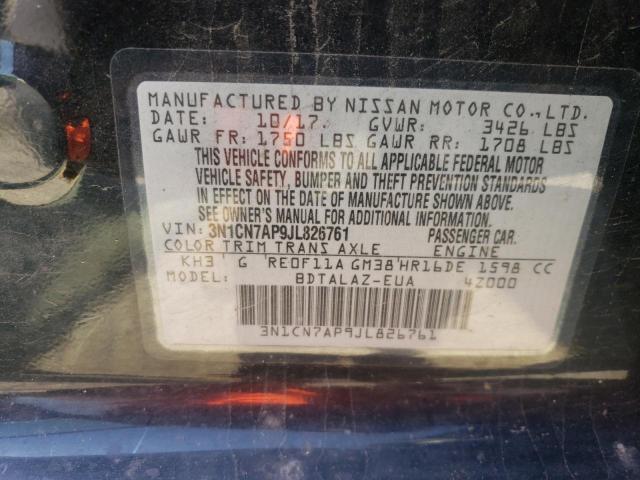 MANUFACTURED BY NISSAN MOTOR CO.,LTD.
DATE: 10/17. GVWR: 3426 LBS
GAWR FR: 1750 LBS GAWR RR: 1708 LBS
THIS VEHICLE CONFORMS TO ALL APPLICABLE FEDERAL MOTOR
VEHICLE SAFETY, BUMPER AND THEFT PREVENTION STANDARDS
IN EFFECT ON THE DATE OF MANUFACTURE SHOWN ABOVE.
SEE OWNER'S MANUAL FOR ADDITIONAL INFORMATION.
VIN: 3N1CN7AP9JL826761 PASSENGER CAR.
COLOR TRIM TRANS AXLE ENGINE
KH3 G RE0F11A GM38 HR16DE 1598 CC
MODEL: BDTALAZ-EUA 4Z000
3N1CN7AP9JL826761